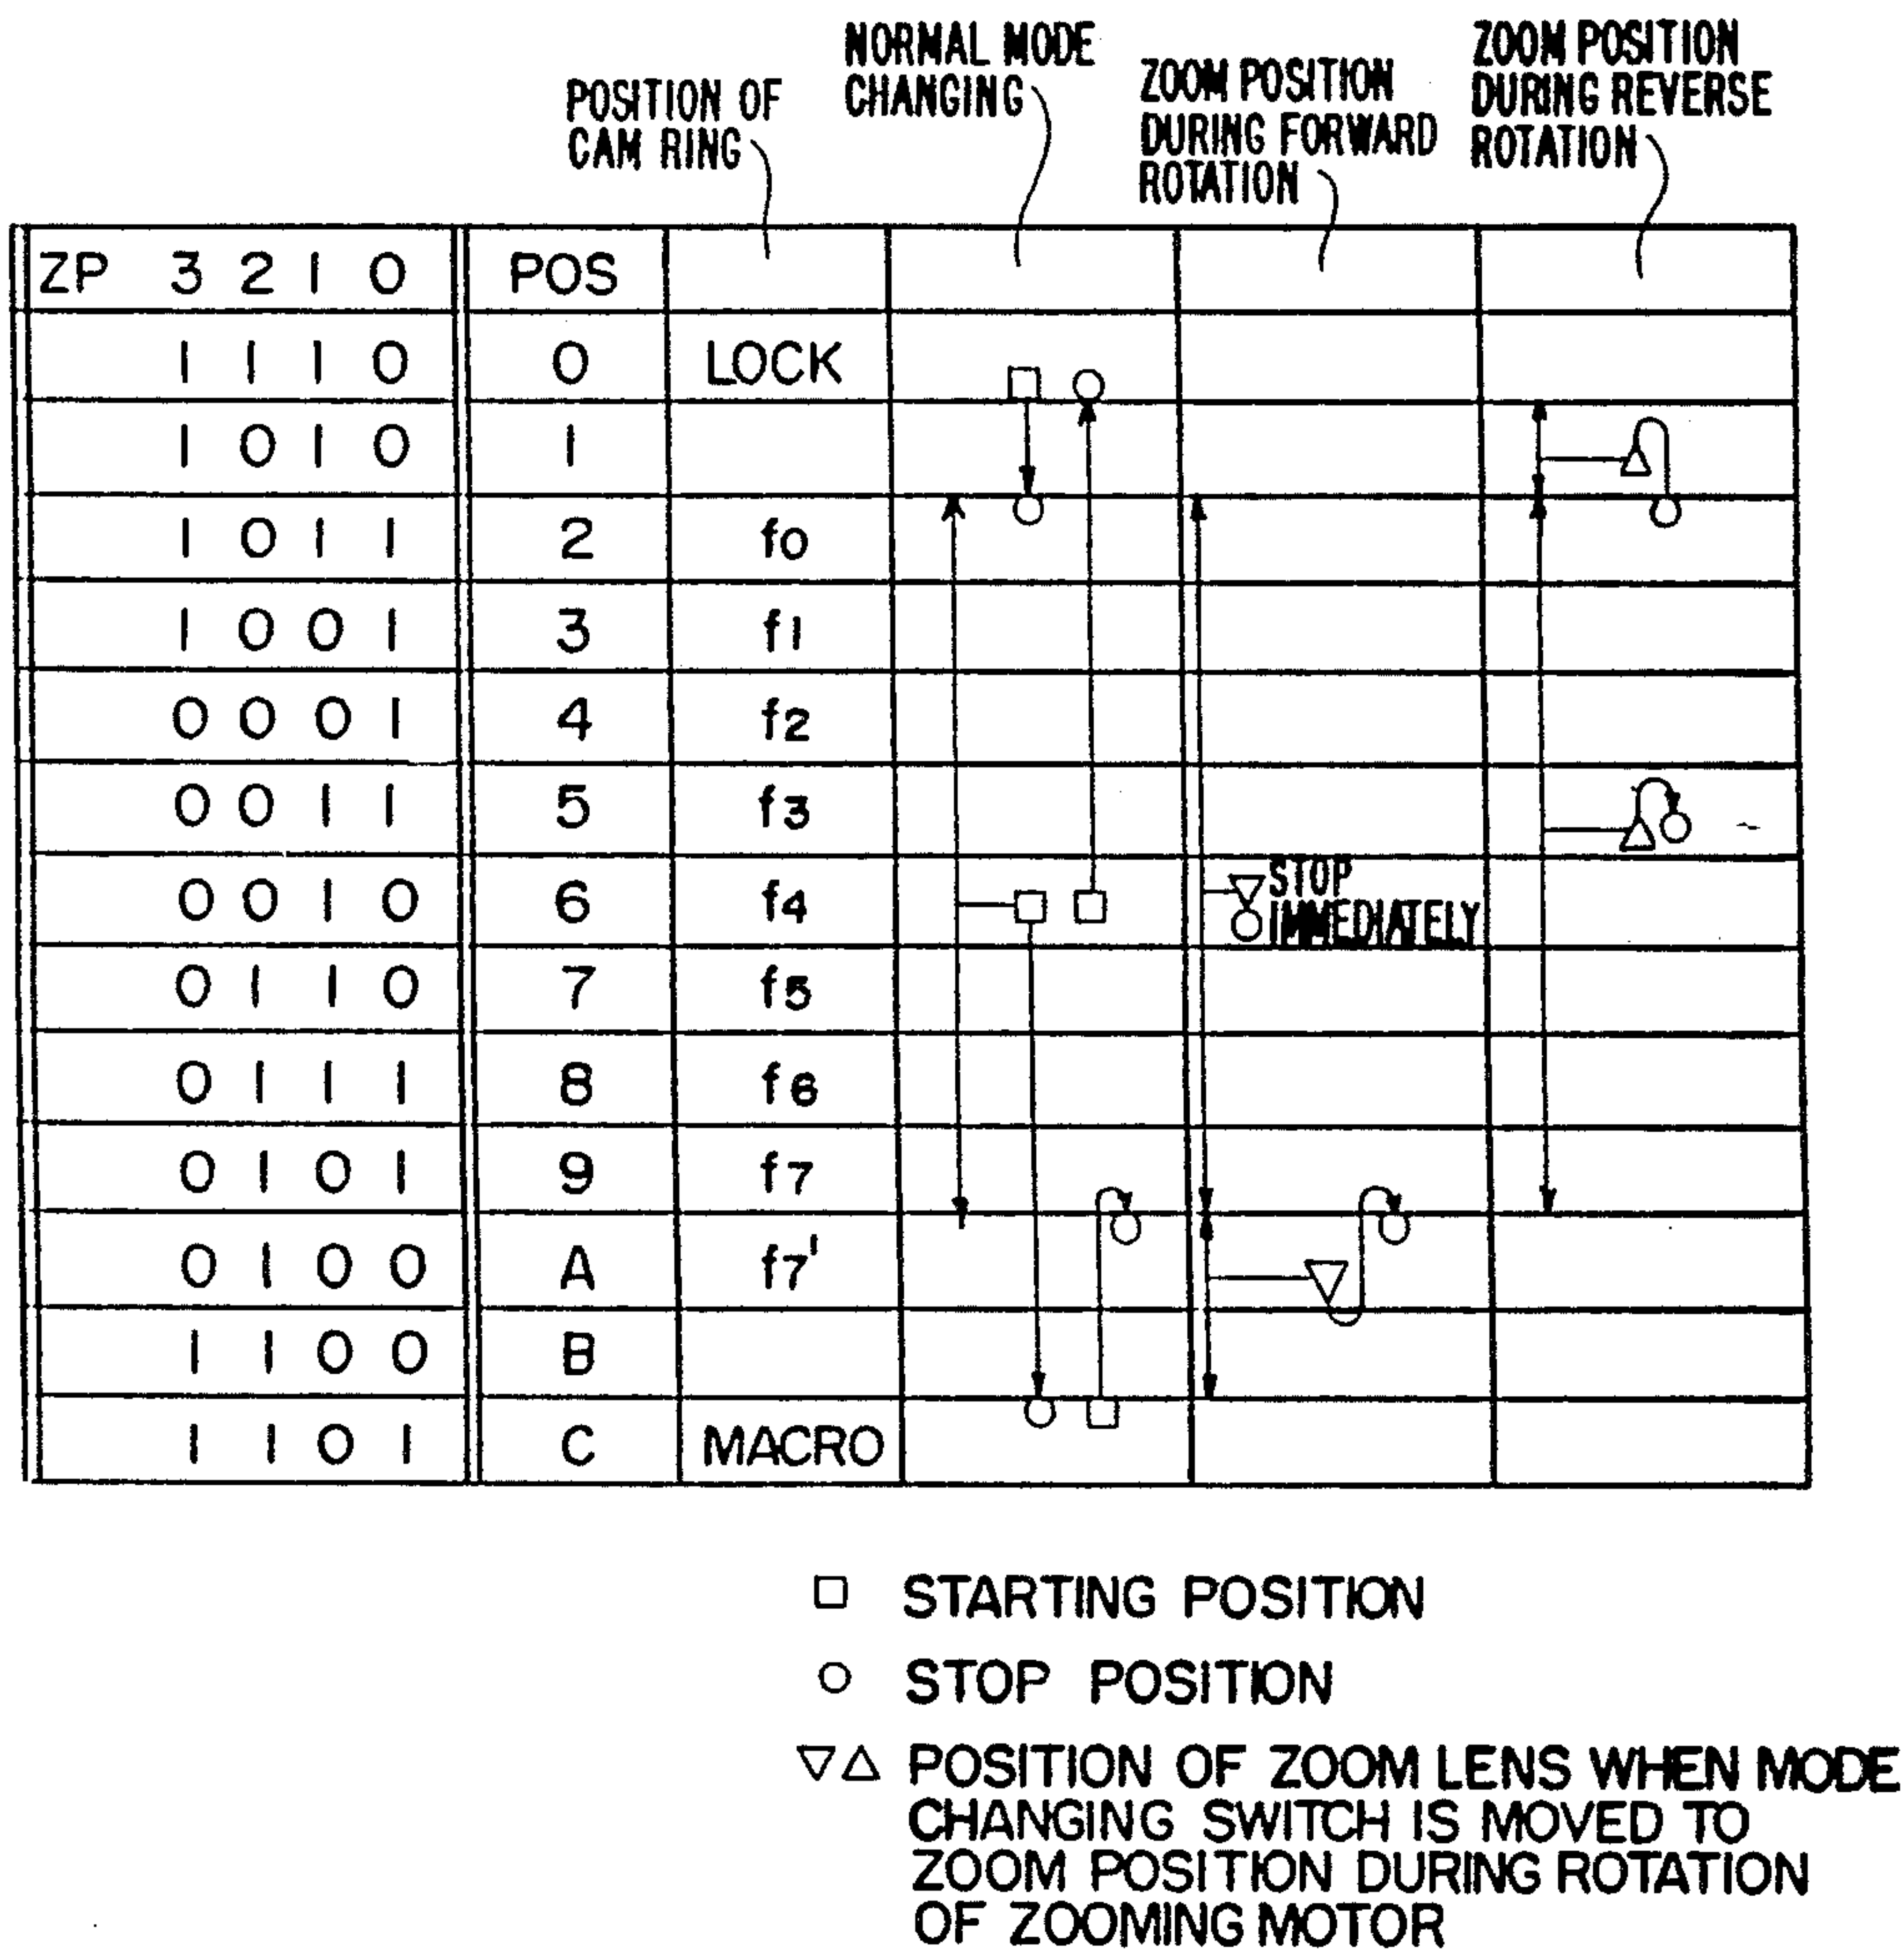 POSITION OF
CAM RING
NORMAL MODE
CHANGING
ZOOM POSITION
DURING FORWARD
ROTATION
ZOOM POSITION
DURING REVERSE
ROTATION
ZP 3 2 1 0 POS
1 1 1 0 0 LOCK
1 0 1 0 1
1 0 1 1 2 f0
1 0 0 1 3 f1
0 0 0 1 4 f2
0 0 1 1 5 f3
0 0 1 0 6 f4
STOP
IMMEDIATELY
0 1 1 0 7 f5
0 1 1 1 8 f6
0 1 0 1 9 f7
0 1 0 0 A f7'
1 1 0 0 B
1 1 0 1 C MACRO
□ STARTING POSITION
○ STOP POSITION
▽△ POSITION OF ZOOM LENS WHEN MODE
CHANGING SWITCH IS MOVED TO
ZOOM POSITION DURING ROTATION
OF ZOOMING MOTOR